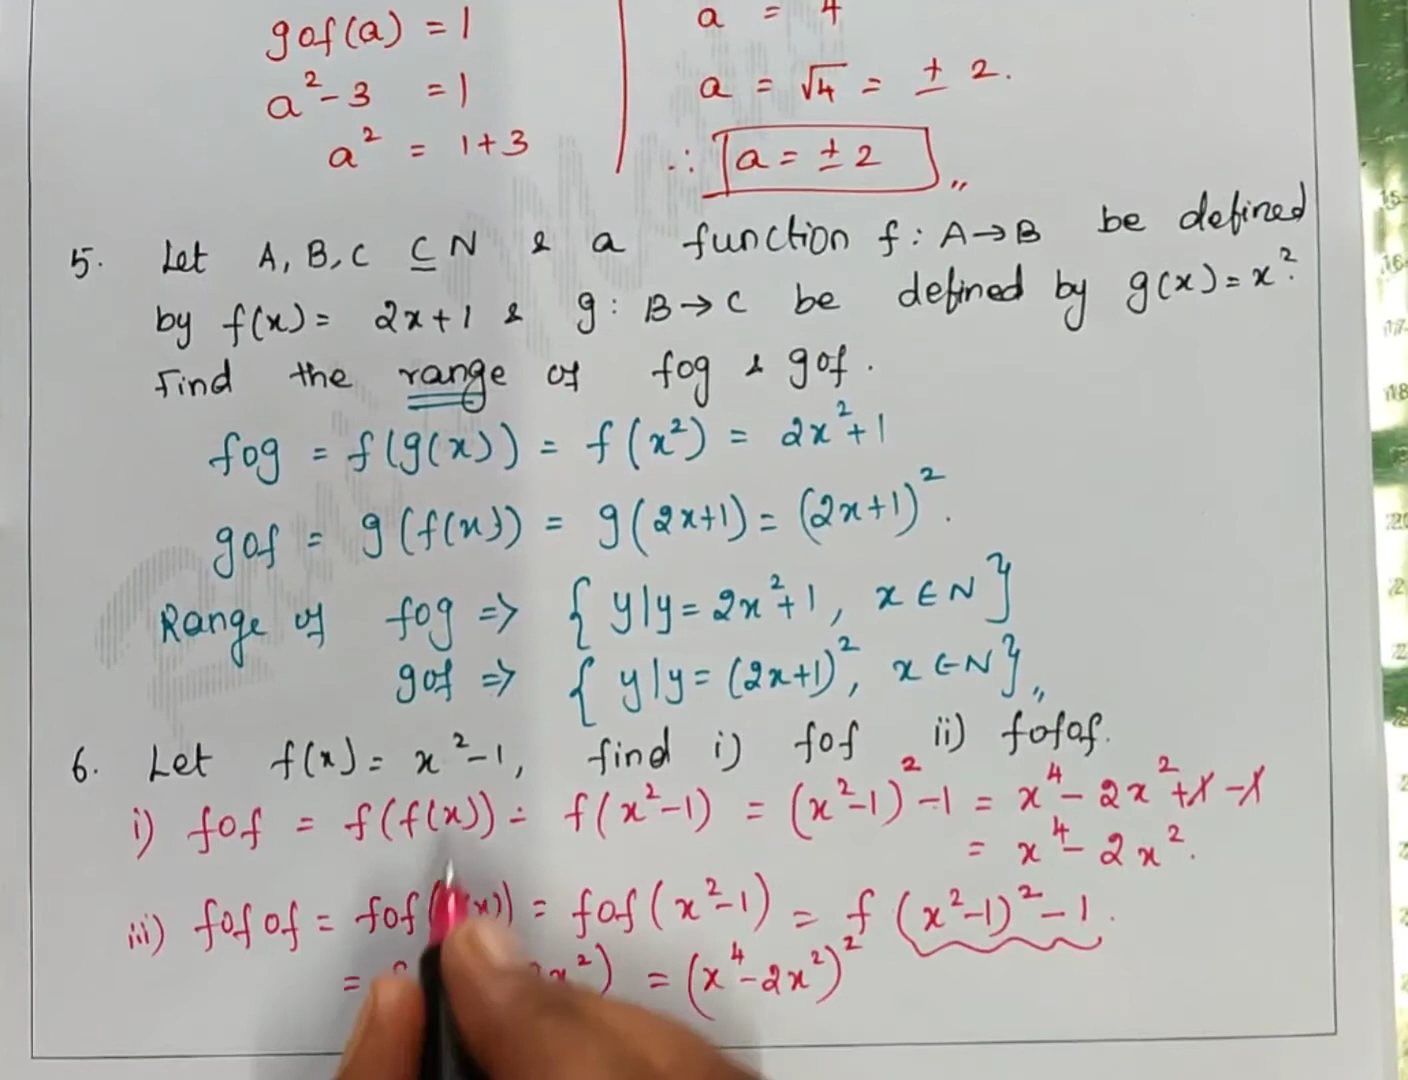 gof(a) = 1
a² - 3 = 1
a² = 1+3
a = 4
a = √4 = ± 2.
∴ a = ± 2 ,,
5. Let A, B, C ⊆ N & a function f : A→B be defined
by f(x) = 2x+1 & g : B→C be defined by g(x) = x².
Find the range of fog & gof.
fog = f(g(x)) = f(x²) = 2x²+1
gof = g(f(x)) = g(2x+1) = (2x+1)².
Range of fog => { y|y = 2x²+1, x ∈ N }
gof => { y|y = (2x+1)², x ∈ N } ,,
6. Let f(x) = x²-1, find i) fof ii) fofof.
i) fof = f(f(x)) = f(x²-1) = (x²-1)²-1 = x⁴- 2x²+1-1
= x⁴- 2x².
iii) fofof = fof( x)) = fof(x²-1) = f(x²-1)²-1.
= x²) = (x⁴-2x²)²